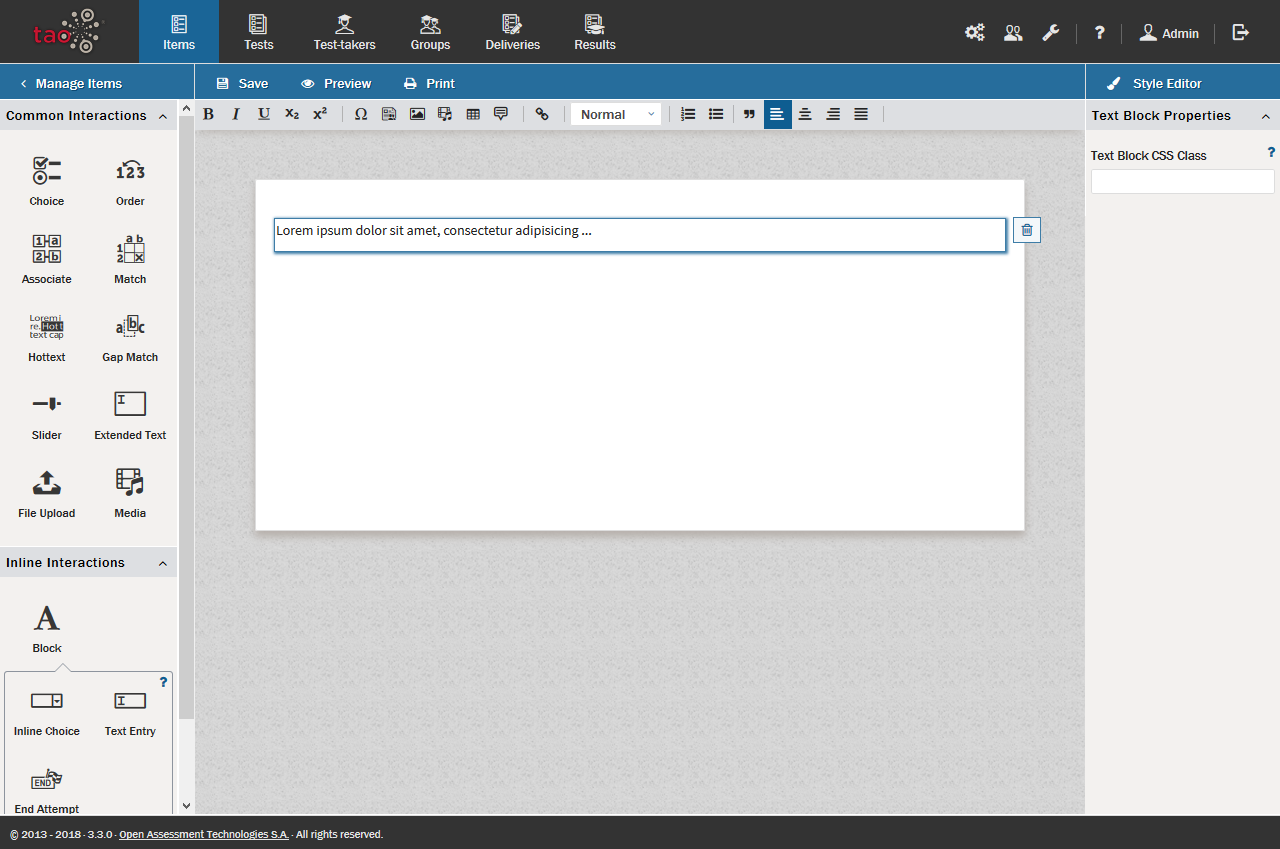 tao
Items
Tests
Test-takers
Groups
Deliveries
Results
?
Admin
Manage Items
Save
Preview
Print
Style Editor
Common Interactions
B I U x2 x2 Ω
Normal
Text Block Properties
Text Block CSS Class
?
Choice
Order
Associate
Match
Hottext
Gap Match
Slider
Extended Text
File Upload
Media
Lorem ipsum dolor sit amet, consectetur adipisicing ...
Inline Interactions
A
Block
?
Inline Choice
Text Entry
END
End Attempt
© 2013 - 2018 · 3.3.0 · Open Assessment Technologies S.A. · All rights reserved.